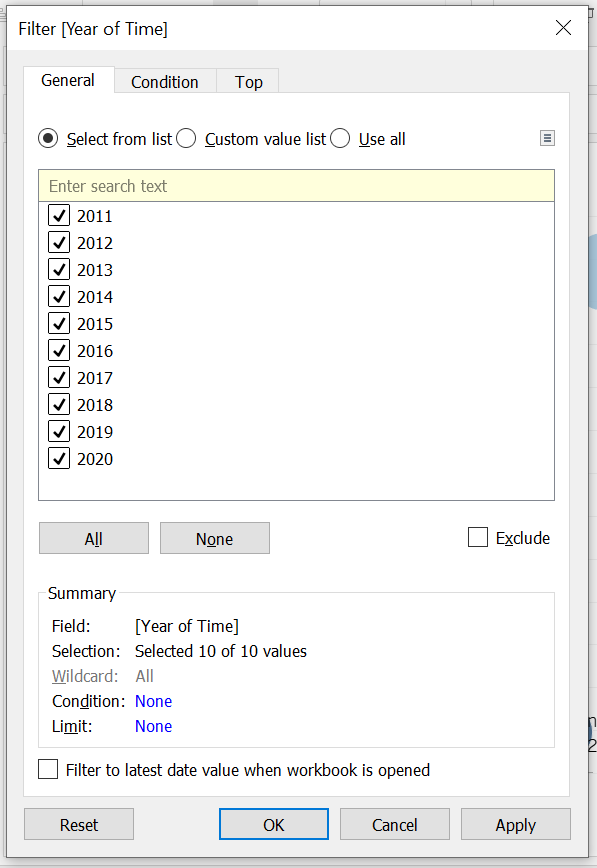 Filter [Year of Time]
General Condition Top
Select from list Custom value list Use all
Enter search text
2011
2012
2013
2014
2015
2016
2017
2018
2019
2020
All None Exclude
Summary
Field: [Year of Time]
Selection: Selected 10 of 10 values
Wildcard: All
Condition: None
Limit: None
Filter to latest date value when workbook is opened
Reset OK Cancel Apply